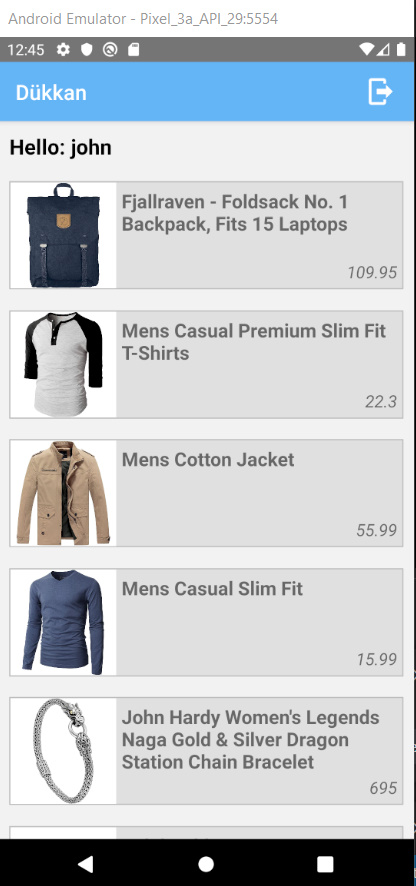 Android Emulator - Pixel_3a_API_29:5554
12:45
Dükkan
Hello: john
Fjallraven - Foldsack No. 1
Backpack, Fits 15 Laptops
109.95
Mens Casual Premium Slim Fit
T-Shirts
22.3
Mens Cotton Jacket
55.99
Mens Casual Slim Fit
15.99
John Hardy Women's Legends
Naga Gold & Silver Dragon
Station Chain Bracelet
695